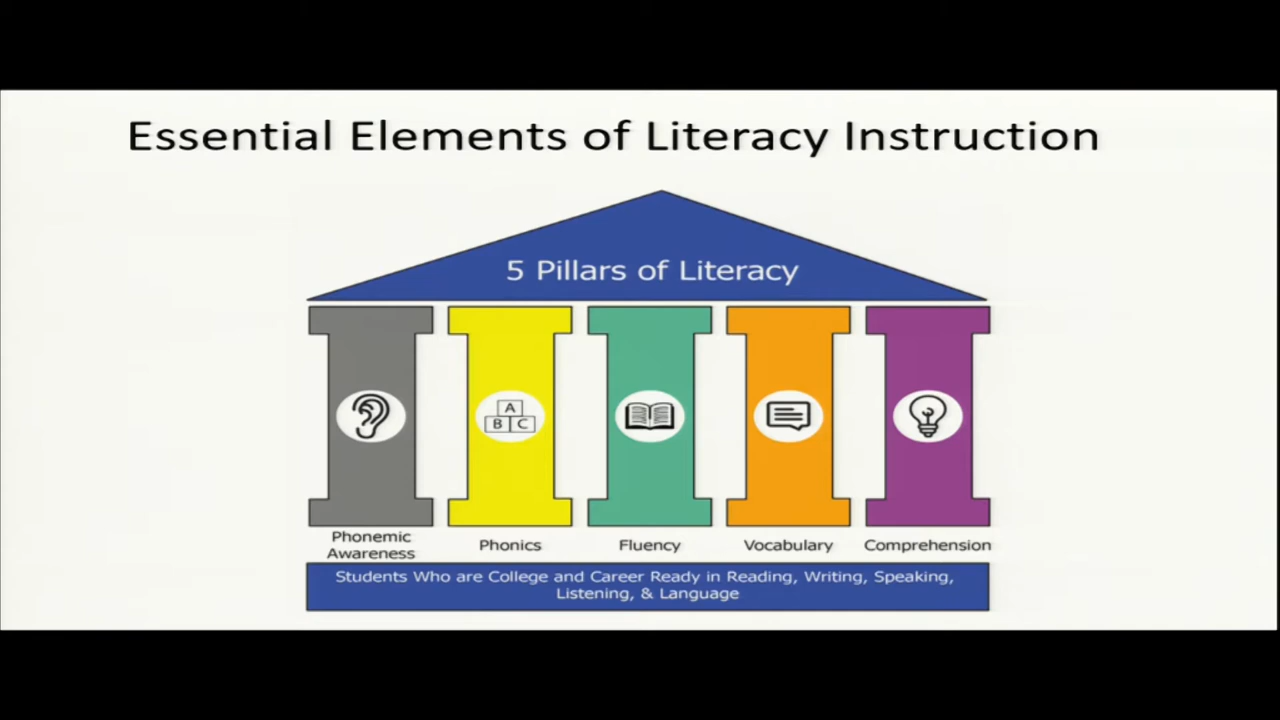 Essential Elements of Literacy Instruction
5 Pillars of Literacy
A
B C
Phonemic
Awareness
Phonics
Fluency
Vocabulary
Comprehension
Students Who are College and Career Ready in Reading, Writing, Speaking,
Listening, & Language